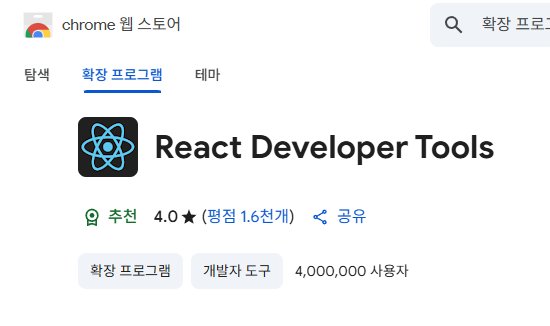 chrome 웹 스토어
확장 프로그
탐색 확장 프로그램 테마
React Developer Tools
추천 4.0 ★ (평점 1.6천개) 공유
확장 프로그램 개발자 도구 4,000,000 사용자